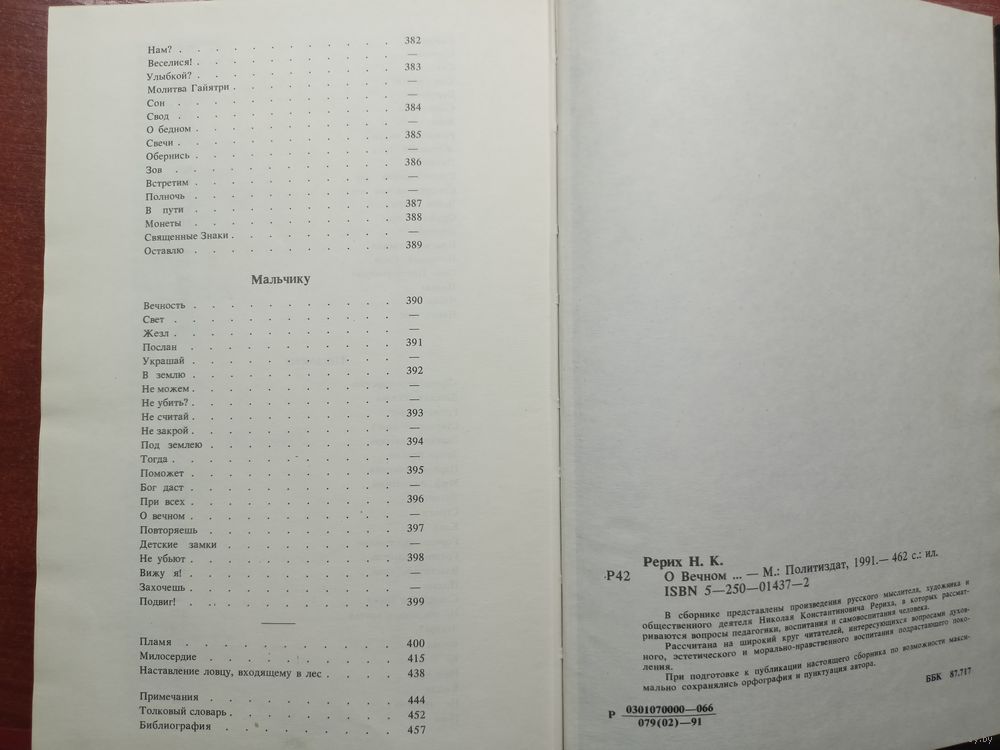 Нам? . . . . . . . . . . 382
Веселися! . . . . . . . . . . —
Улыбкой? . . . . . . . . . . 383
Молитва Гайятри . . . . . . . . . . —
Сон . . . . . . . . . . —
Свод . . . . . . . . . . 384
О бедном . . . . . . . . . . —
Свечи . . . . . . . . . . 385
Обернись . . . . . . . . . . —
Зов . . . . . . . . . . 386
Встретим . . . . . . . . . . —
Полночь . . . . . . . . . . —
В пути . . . . . . . . . . 387
Монеты . . . . . . . . . . 388
Священные Знаки . . . . . . . . . . —
Оставлю . . . . . . . . . . 389
Мальчику
Вечность . . . . . . . . . . 390
Свет . . . . . . . . . . —
Жезл . . . . . . . . . . —
Послан . . . . . . . . . . 391
Украшай . . . . . . . . . . —
В землю . . . . . . . . . . 392
Не можем . . . . . . . . . . —
Не убить? . . . . . . . . . . —
Не считай . . . . . . . . . . 393
Не закрой . . . . . . . . . . —
Под землею . . . . . . . . . . 394
Тогда . . . . . . . . . . —
Поможет . . . . . . . . . . 395
Бог даст . . . . . . . . . . —
При всех . . . . . . . . . . 396
О вечном . . . . . . . . . . —
Повторяешь . . . . . . . . . . 397
Детские замки . . . . . . . . . . —
Не убьют . . . . . . . . . . 398
Вижу я! . . . . . . . . . . —
Захочешь . . . . . . . . . . —
Подвиг! . . . . . . . . . . 399
Пламя . . . . . . . . . . 400
Милосердие . . . . . . . . . . 415
Наставление ловцу, входящему в лес . . . . 438
Примечания . . . . . . . . . . 444
Толковый словарь . . . . . . . . . . 452
Библиография . . . . . . . . . . 457
Рерих Н. К.
Р42 О Вечном ... — М.: Политиздат, 1991.— 462 с.: ил.
ISBN 5—250—01437—2
В сборнике представлены произведения русского мыслителя, художника и
общественного деятеля Николая Константиновича Рериха, в которых рассмат-
риваются вопросы педагогики, воспитания и самовоспитания человека.
Рассчитана на широкий круг читателей, интересующихся вопросами духов-
ного, эстетического и морально-нравственного воспитания подрастающего поко-
ления.
При подготовке к публикации настоящего сборника по возможности макси-
мально сохранялись орфография и пунктуация автора.
ББК 87.717
Р 0301070000—066
079(02)—91